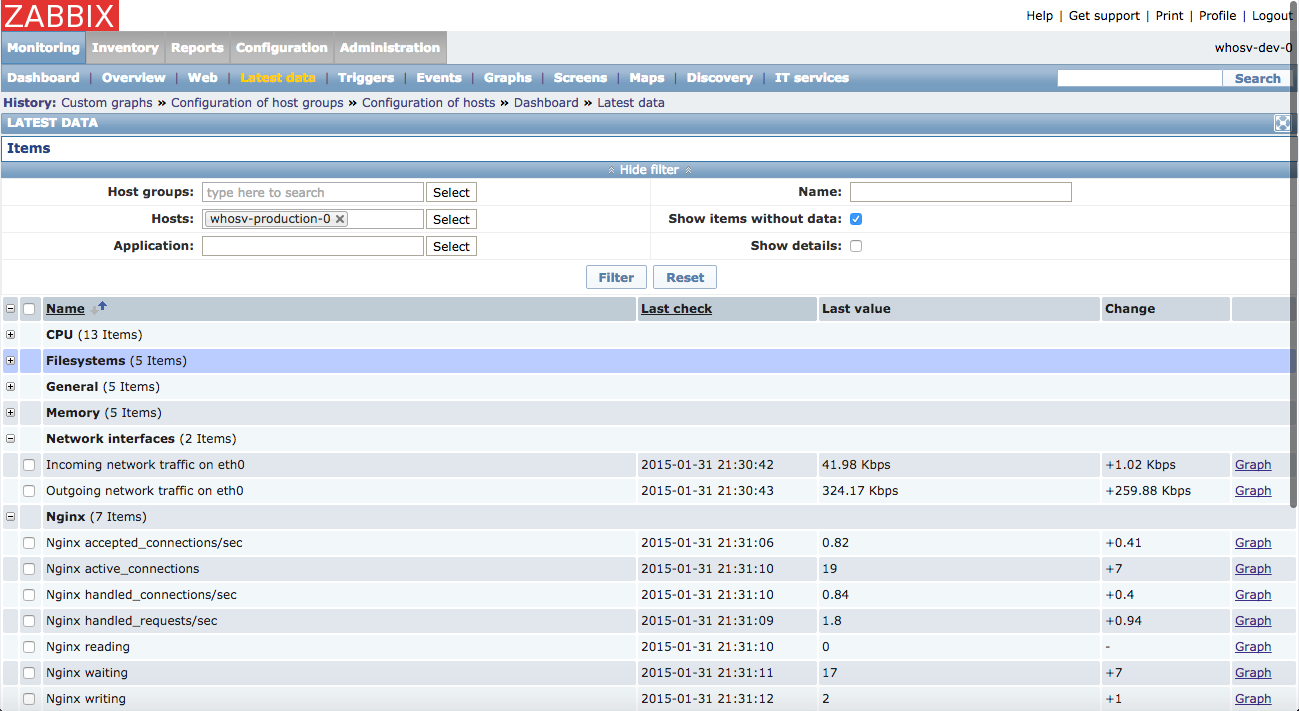 ZABBIX
Help | Get support | Print | Profile | Logout
Monitoring Inventory Reports Configuration Administration
whosv-dev-0
Dashboard | Overview | Web | Latest data | Triggers | Events | Graphs | Screens | Maps | Discovery | IT services Search
History: Custom graphs » Configuration of host groups » Configuration of hosts » Dashboard » Latest data
LATEST DATA
Items
Hide filter
Host groups: type here to search Select Name:
Hosts: whosv-production-0 Select Show items without data:
Application: Select Show details:
Filter Reset
Name Last check Last value Change
CPU (13 Items)
Filesystems (5 Items)
General (5 Items)
Memory (5 Items)
Network interfaces (2 Items)
Incoming network traffic on eth0 2015-01-31 21:30:42 41.98 Kbps +1.02 Kbps Graph
Outgoing network traffic on eth0 2015-01-31 21:30:43 324.17 Kbps +259.88 Kbps Graph
Nginx (7 Items)
Nginx accepted_connections/sec 2015-01-31 21:31:06 0.82 +0.41 Graph
Nginx active_connections 2015-01-31 21:31:10 19 +7 Graph
Nginx handled_connections/sec 2015-01-31 21:31:10 0.84 +0.4 Graph
Nginx handled_requests/sec 2015-01-31 21:31:09 1.8 +0.94 Graph
Nginx reading 2015-01-31 21:31:10 0 - Graph
Nginx waiting 2015-01-31 21:31:11 17 +7 Graph
Nginx writing 2015-01-31 21:31:12 2 +1 Graph